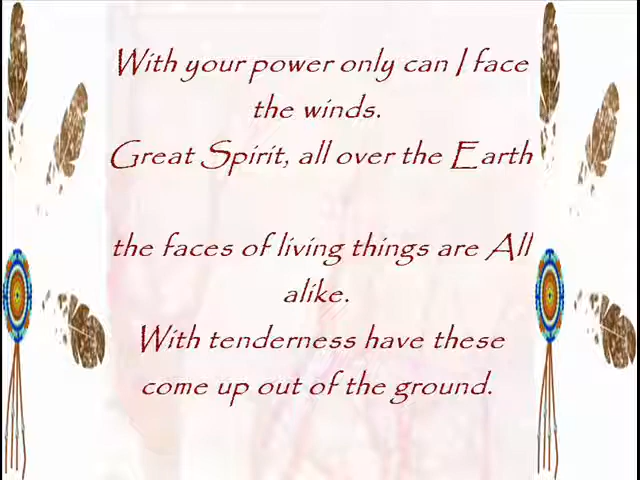 With your power only can I face
the winds.
Great Spirit, all over the Earth
the faces of living things are All
alike.
With tenderness have these
come up out of the ground.